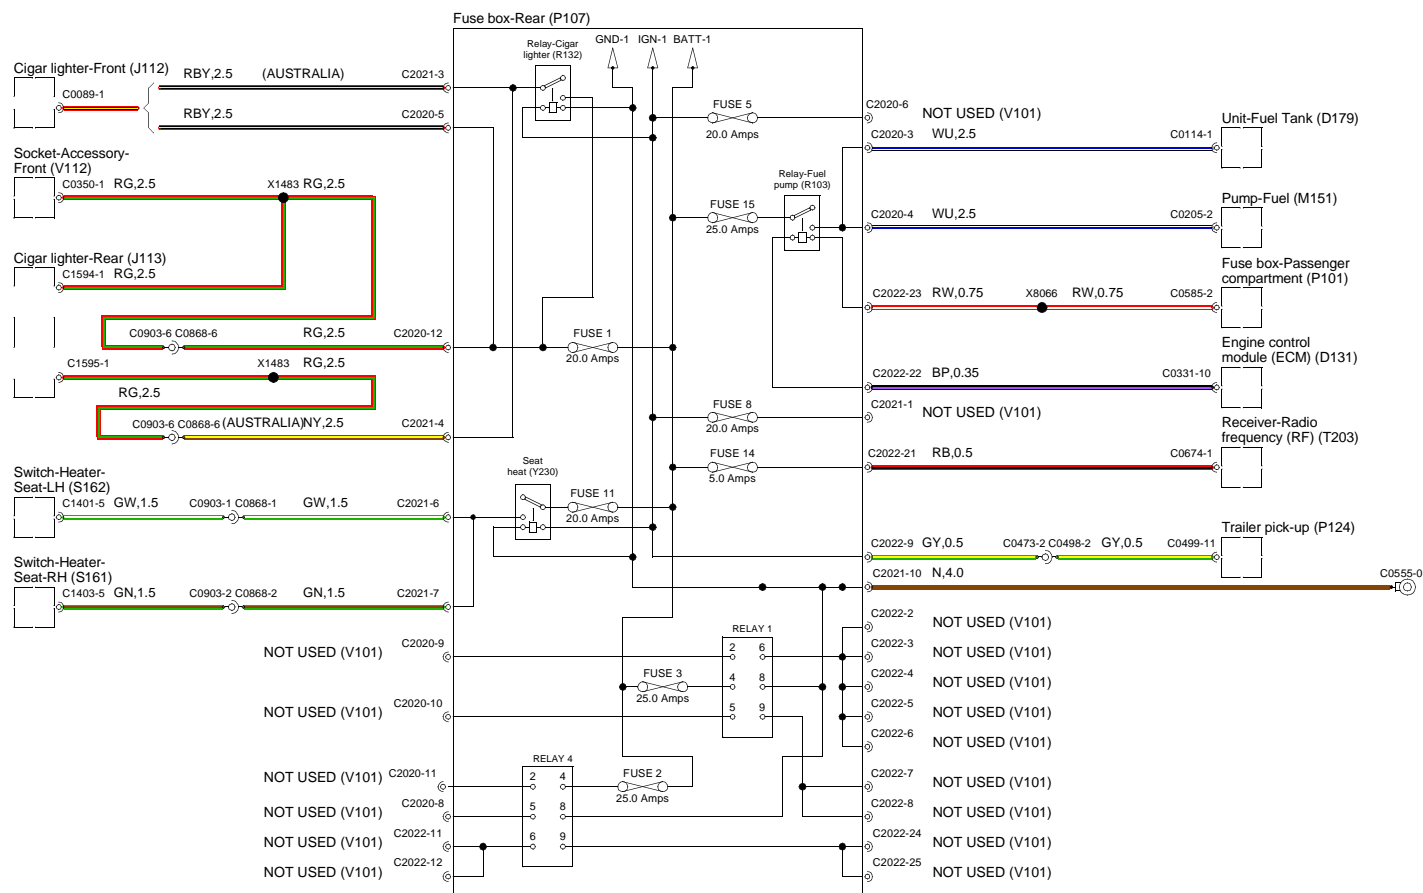 Fuse box-Rear (P107)
Relay-Cigar
lighter (R132)
GND-1 IGN-1 BATT-1
Cigar lighter-Front (J112)
C0089-1
RBY,2.5 (AUSTRALIA) C2021-3
RBY,2.5 C2020-5
FUSE 5
20.0 Amps
C2020-6
NOT USED (V101)
C2020-3 WU,2.5 C0114-1
Unit-Fuel Tank (D179)
Socket-Accessory-
Front (V112)
C0350-1 RG,2.5 X1483 RG,2.5
Relay-Fuel
pump (R103)
FUSE 15
25.0 Amps
C2020-4 WU,2.5 C0205-2
Pump-Fuel (M151)
Cigar lighter-Rear (J113)
C1594-1 RG,2.5
C2022-23 RW,0.75 X8066 RW,0.75 C0585-2
Fuse box-Passenger
compartment (P101)
C0903-6 C0868-6 RG,2.5 C2020-12
FUSE 1
20.0 Amps
C1595-1 X1483 RG,2.5
RG,2.5
C2022-22 BP,0.35 C0331-10
Engine control
module (ECM) (D131)
FUSE 8
20.0 Amps
C2021-1
NOT USED (V101)
C0903-6 C0868-6 (AUSTRALIA)NY,2.5 C2021-4
FUSE 14
5.0 Amps
C2022-21 RB,0.5 C0674-1
Receiver-Radio
frequency (RF) (T203)
Switch-Heater-
Seat-LH (S162)
C1401-5 GW,1.5 C0903-1 C0868-1 GW,1.5 C2021-6
Seat
heat (Y230)
FUSE 11
20.0 Amps
C2022-9 GY,0.5 C0473-2 C0498-2 GY,0.5 C0499-11
Trailer pick-up (P124)
Switch-Heater-
Seat-RH (S161)
C1403-5 GN,1.5 C0903-2 C0868-2 GN,1.5 C2021-7
C2021-10 N,4.0 C0555-0
C2022-2
NOT USED (V101)
RELAY 1
NOT USED (V101) C2020-9
2 6
C2022-3
NOT USED (V101)
FUSE 3
25.0 Amps
4 8
C2022-4
NOT USED (V101)
NOT USED (V101) C2020-10
5 9
C2022-5
NOT USED (V101)
C2022-6
NOT USED (V101)
RELAY 4
NOT USED (V101) C2020-11
2 4
FUSE 2
25.0 Amps
C2022-7
NOT USED (V101)
NOT USED (V101) C2020-8
5 8
C2022-8
NOT USED (V101)
NOT USED (V101) C2022-11
6 9
C2022-24
NOT USED (V101)
NOT USED (V101) C2022-12
C2022-25
NOT USED (V101)